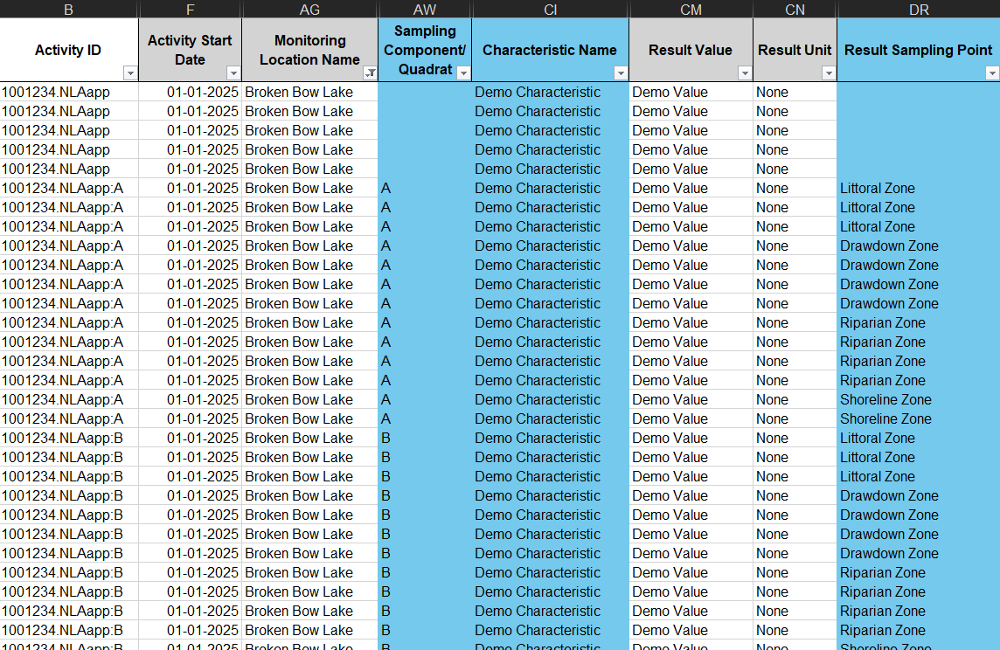 B F AG AW CI CM CN DR
Activity ID Activity Start Date Monitoring Location Name Sampling Component/ Quadrat Characteristic Name Result Value Result Unit Result Sampling Point
1001234.NLAapp 01-01-2025 Broken Bow Lake Demo Characteristic Demo Value None
1001234.NLAapp 01-01-2025 Broken Bow Lake Demo Characteristic Demo Value None
1001234.NLAapp 01-01-2025 Broken Bow Lake Demo Characteristic Demo Value None
1001234.NLAapp 01-01-2025 Broken Bow Lake Demo Characteristic Demo Value None
1001234.NLAapp 01-01-2025 Broken Bow Lake Demo Characteristic Demo Value None
1001234.NLAapp:A 01-01-2025 Broken Bow Lake A Demo Characteristic Demo Value None Littoral Zone
1001234.NLAapp:A 01-01-2025 Broken Bow Lake A Demo Characteristic Demo Value None Littoral Zone
1001234.NLAapp:A 01-01-2025 Broken Bow Lake A Demo Characteristic Demo Value None Littoral Zone
1001234.NLAapp:A 01-01-2025 Broken Bow Lake A Demo Characteristic Demo Value None Drawdown Zone
1001234.NLAapp:A 01-01-2025 Broken Bow Lake A Demo Characteristic Demo Value None Drawdown Zone
1001234.NLAapp:A 01-01-2025 Broken Bow Lake A Demo Characteristic Demo Value None Drawdown Zone
1001234.NLAapp:A 01-01-2025 Broken Bow Lake A Demo Characteristic Demo Value None Drawdown Zone
1001234.NLAapp:A 01-01-2025 Broken Bow Lake A Demo Characteristic Demo Value None Riparian Zone
1001234.NLAapp:A 01-01-2025 Broken Bow Lake A Demo Characteristic Demo Value None Riparian Zone
1001234.NLAapp:A 01-01-2025 Broken Bow Lake A Demo Characteristic Demo Value None Riparian Zone
1001234.NLAapp:A 01-01-2025 Broken Bow Lake A Demo Characteristic Demo Value None Riparian Zone
1001234.NLAapp:A 01-01-2025 Broken Bow Lake A Demo Characteristic Demo Value None Shoreline Zone
1001234.NLAapp:A 01-01-2025 Broken Bow Lake A Demo Characteristic Demo Value None Shoreline Zone
1001234.NLAapp:B 01-01-2025 Broken Bow Lake B Demo Characteristic Demo Value None Littoral Zone
1001234.NLAapp:B 01-01-2025 Broken Bow Lake B Demo Characteristic Demo Value None Littoral Zone
1001234.NLAapp:B 01-01-2025 Broken Bow Lake B Demo Characteristic Demo Value None Littoral Zone
1001234.NLAapp:B 01-01-2025 Broken Bow Lake B Demo Characteristic Demo Value None Drawdown Zone
1001234.NLAapp:B 01-01-2025 Broken Bow Lake B Demo Characteristic Demo Value None Drawdown Zone
1001234.NLAapp:B 01-01-2025 Broken Bow Lake B Demo Characteristic Demo Value None Drawdown Zone
1001234.NLAapp:B 01-01-2025 Broken Bow Lake B Demo Characteristic Demo Value None Drawdown Zone
1001234.NLAapp:B 01-01-2025 Broken Bow Lake B Demo Characteristic Demo Value None Riparian Zone
1001234.NLAapp:B 01-01-2025 Broken Bow Lake B Demo Characteristic Demo Value None Riparian Zone
1001234.NLAapp:B 01-01-2025 Broken Bow Lake B Demo Characteristic Demo Value None Riparian Zone
1001234.NLAapp:B 01-01-2025 Broken Bow Lake B Demo Characteristic Demo Value None Riparian Zone
1001234.NLAapp:B 01-01-2025 Broken Bow Lake B Demo Characteristic Demo Value None Shoreline Zone